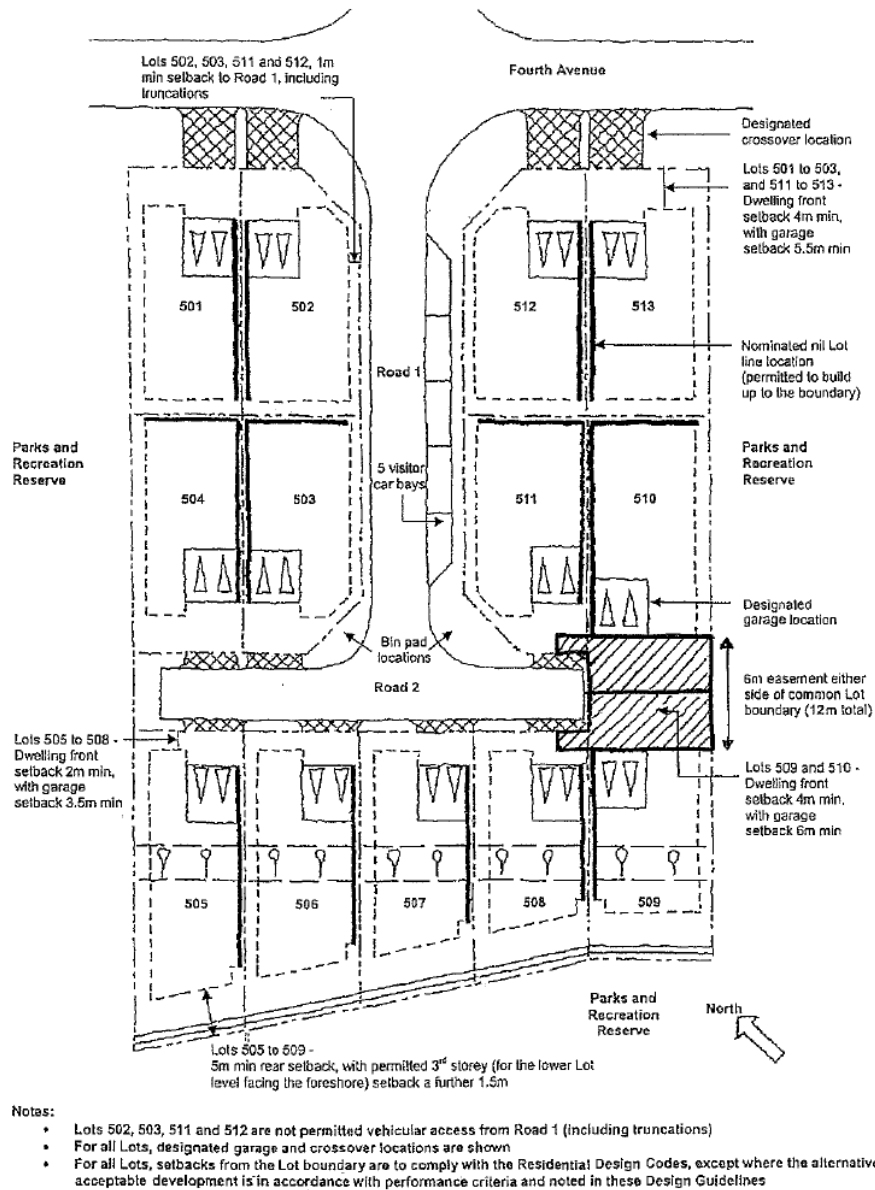 Lots 502, 503, 511 and 512, 1m
min setback to Road 1, including
truncations
Fourth Avenue
Designated
crossover location
Lots 501 to 503,
and 511 to 513 -
Dwelling front
setback 4m min,
with garage
setback 5.5m min
501
502
512
513
Road 1
Nominated nil Lot
line location
(permitted to build
up to the boundary)
Parks and
Recreation
Reserve
5 visitor
car bays
Parks and
Recreation
Reserve
504
503
511
510
Designated
garage location
Bin pad
locations
Road 2
6m easement either
side of common Lot
boundary (12m total)
Lots 505 to 508 -
Dwelling front
setback 2m min,
with garage
setback 3.5m min
Lots 509 and 510 -
Dwelling front
setback 4m min,
with garage
setback 6m min
505
506
507
508
509
Parks and
Recreation
Reserve
North
Lots 505 to 509 -
5m min rear setback, with permitted 3rd storey (for the lower Lot
level facing the foreshore) setback a further 1.5m
Notes:
• Lots 502, 503, 511 and 512 are not permitted vehicular access from Road 1 (including truncations)
• For all Lots, designated garage and crossover locations are shown
• For all Lots, setbacks from the Lot boundary are to comply with the Residential Design Codes, except where the alternative
acceptable development is in accordance with performance criteria and noted in these Design Guidelines